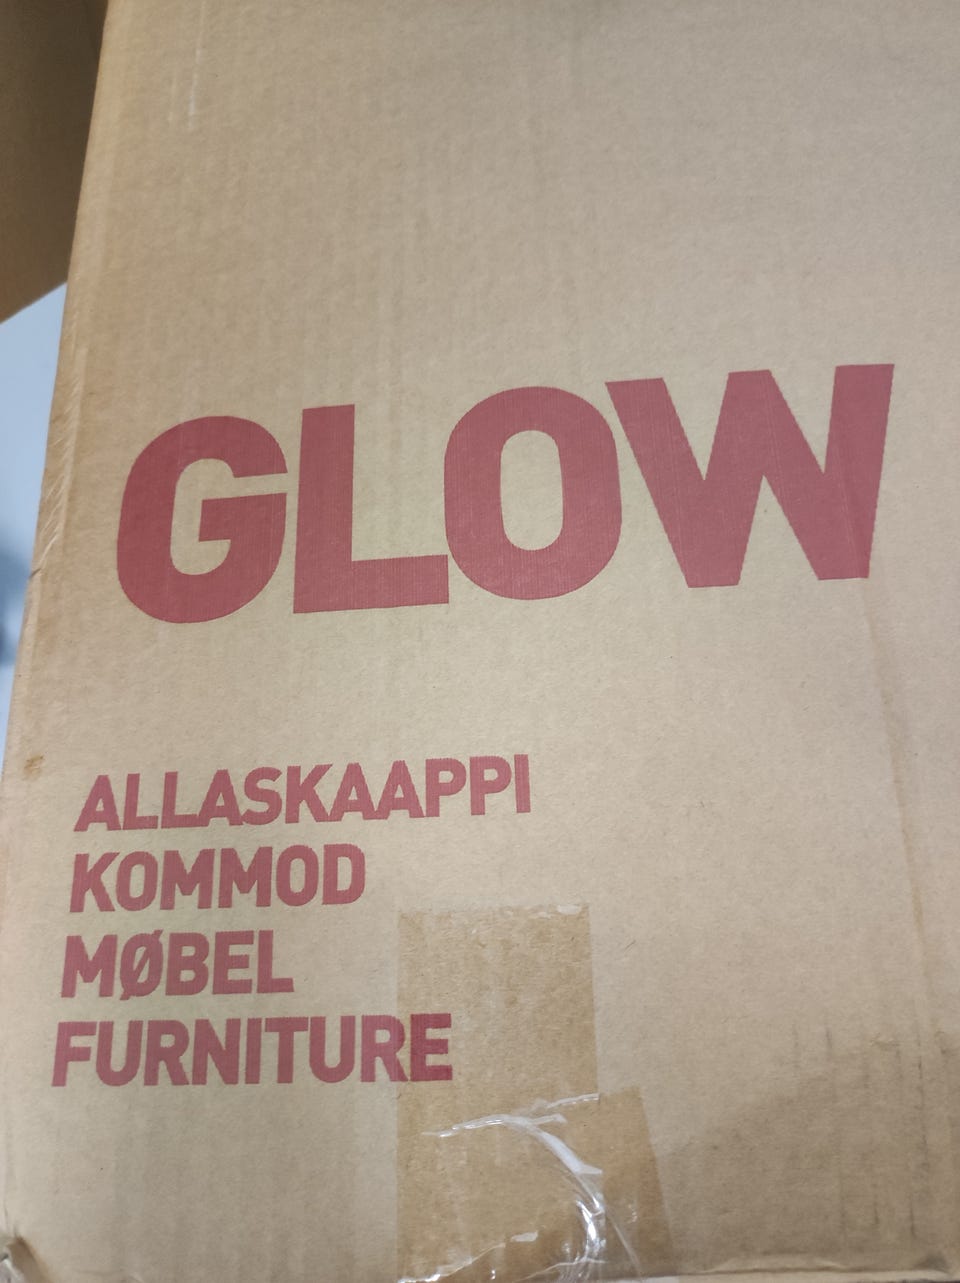 GLOW
ALLASKAAPPI
KOMMOD
MØBEL
FURNITURE